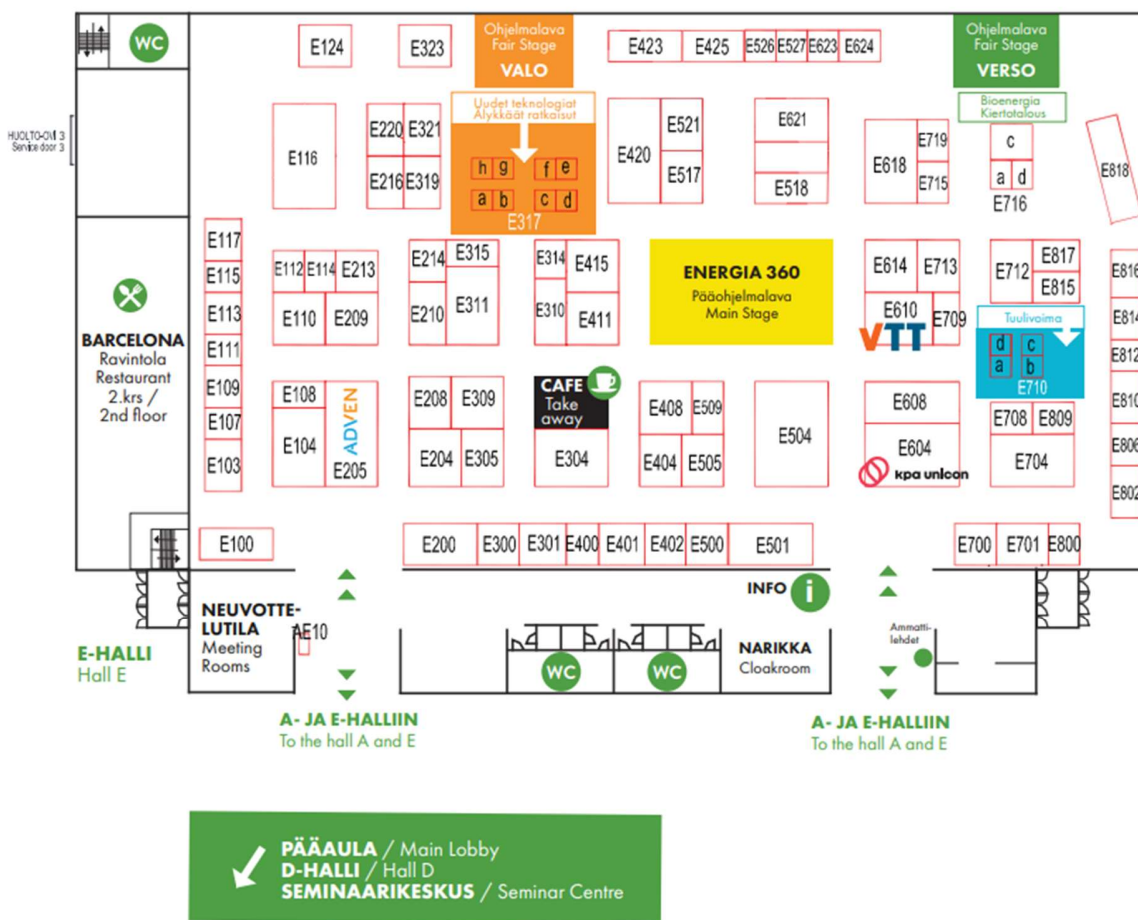 WC
E124
E323
Ohjelmalava
Fair Stage
VALO
E423
E425
E526
E527
E623
E624
Ohjelmalava
Fair Stage
VERSO
HUOLTO-OVI 3
Service door 3
E116
E220
E321
E216
E319
Uudet teknologiat
Älykkäät ratkaisut
h
g
f
e
a
b
c
d
E317
E420
E521
E517
E621
E518
E618
E719
E715
Bioenergia
Kiertotalous
c
a
d
E716
E818
E117
E115
E113
E111
E109
E107
E103
E112
E114
E213
E110
E209
E214
E315
E210
E311
E314
E415
E310
E411
ENERGIA 360
Pääohjelmalava
Main Stage
E614
E713
E610
E709
VTT
E712
E817
E815
Tuulivoima
d
c
a
b
E710
E816
E814
E812
E810
E806
E802
BARCELONA
Ravintola
Restaurant
2.krs /
2nd floor
E108
E104
ADVEN
E205
E208
E309
E204
E305
CAFE
Take
away
E304
E408
E509
E404
E505
E504
E608
E604
kpa unicon
E708
E809
E704
E100
E200
E300
E301
E400
E401
E402
E500
E501
E700
E701
E800
INFO
i
NEUVOTTE-
LUTILA
Meeting
Rooms
AE10
E-HALLI
Hall E
WC
WC
NARIKKA
Cloakroom
Ammatti-
lehdet
A- JA E-HALLIIN
To the hall A and E
A- JA E-HALLIIN
To the hall A and E
PÄÄAULA / Main Lobby
D-HALLI / Hall D
SEMINAARIKESKUS / Seminar Centre